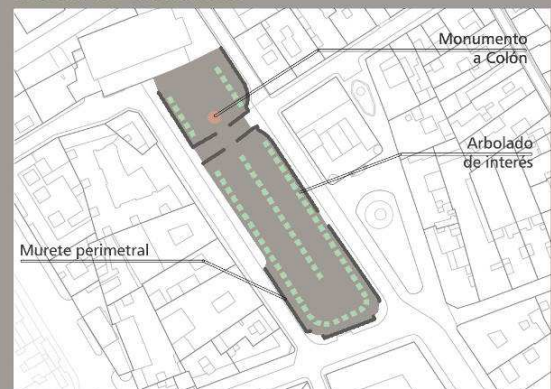 Monumento
a Colón
Arbolado
de interés
Murete perimetral